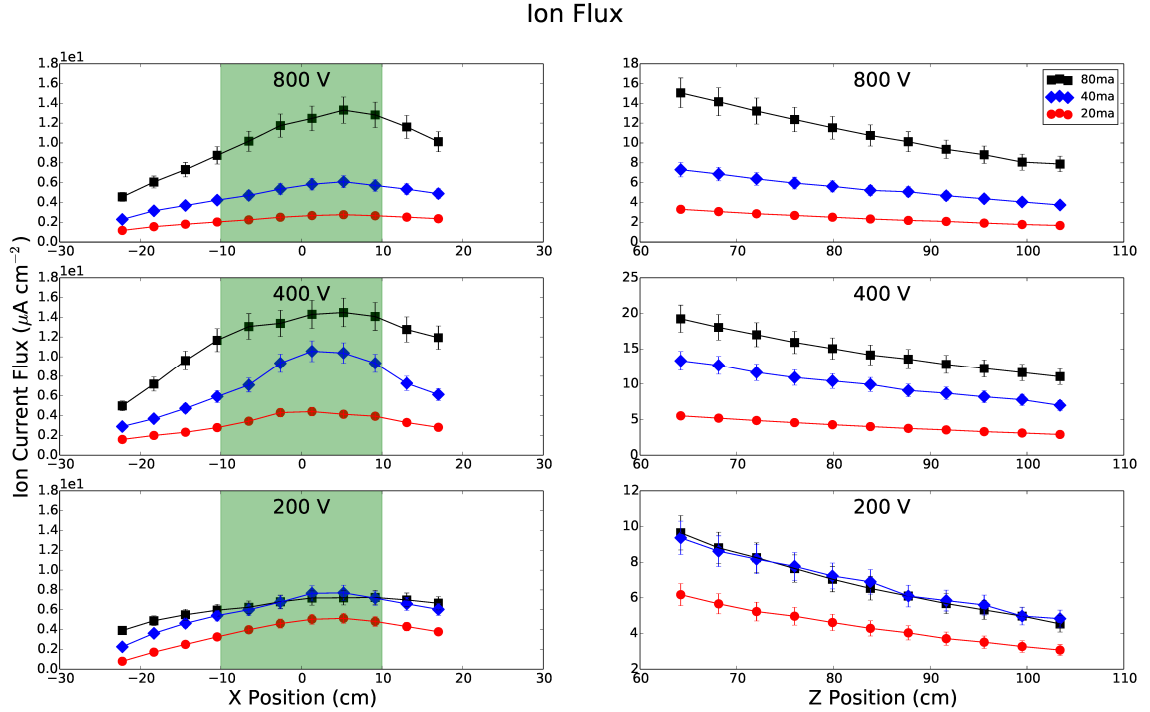 Ion Flux
Ion Current Flux (μA cm⁻²)
1e1
800 V
1.8
1.6
1.4
1.2
1.0
0.8
0.6
0.4
0.2
0.0
−30 −20 −10 0 10 20 30
800 V
80ma
40ma
20ma
18
16
14
12
10
8
6
4
2
0
60 70 80 90 100 110
1e1
400 V
1.8
1.6
1.4
1.2
1.0
0.8
0.6
0.4
0.2
0.0
−30 −20 −10 0 10 20 30
400 V
25
20
15
10
5
0
60 70 80 90 100 110
1e1
200 V
1.8
1.6
1.4
1.2
1.0
0.8
0.6
0.4
0.2
0.0
−30 −20 −10 0 10 20 30
X Position (cm)
200 V
12
10
8
6
4
2
60 70 80 90 100 110
Z Position (cm)